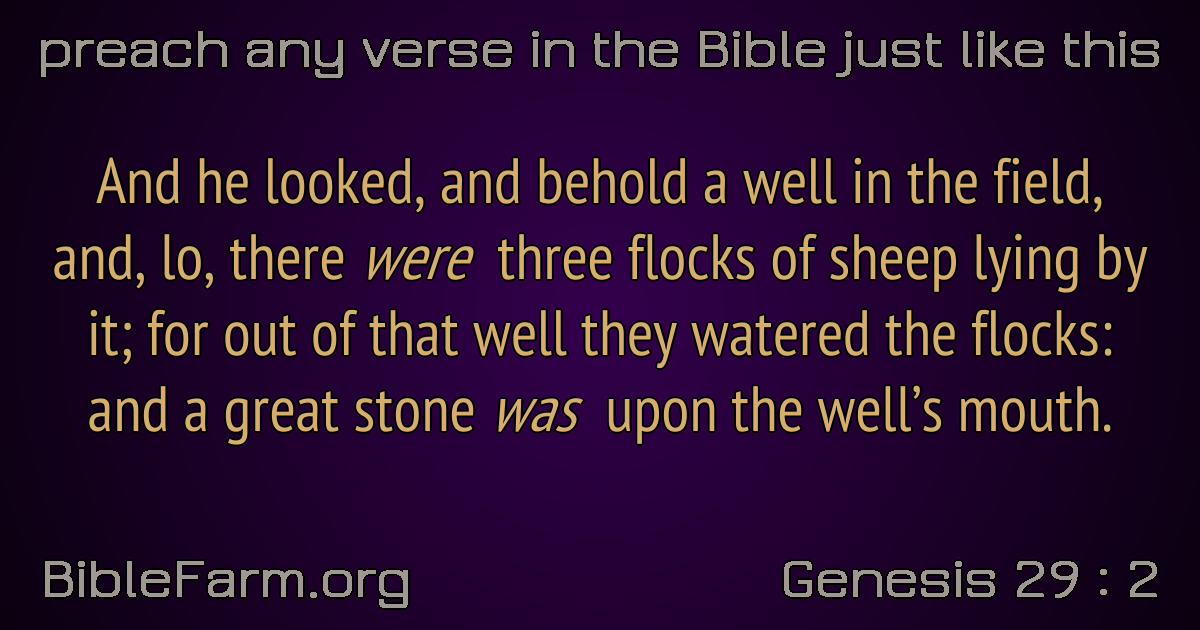 preach any verse in the Bible just like this
And he looked, and behold a well in the field,
and, lo, there were three flocks of sheep lying by
it; for out of that well they watered the flocks:
and a great stone was upon the well’s mouth.
BibleFarm.org
Genesis 29 : 2